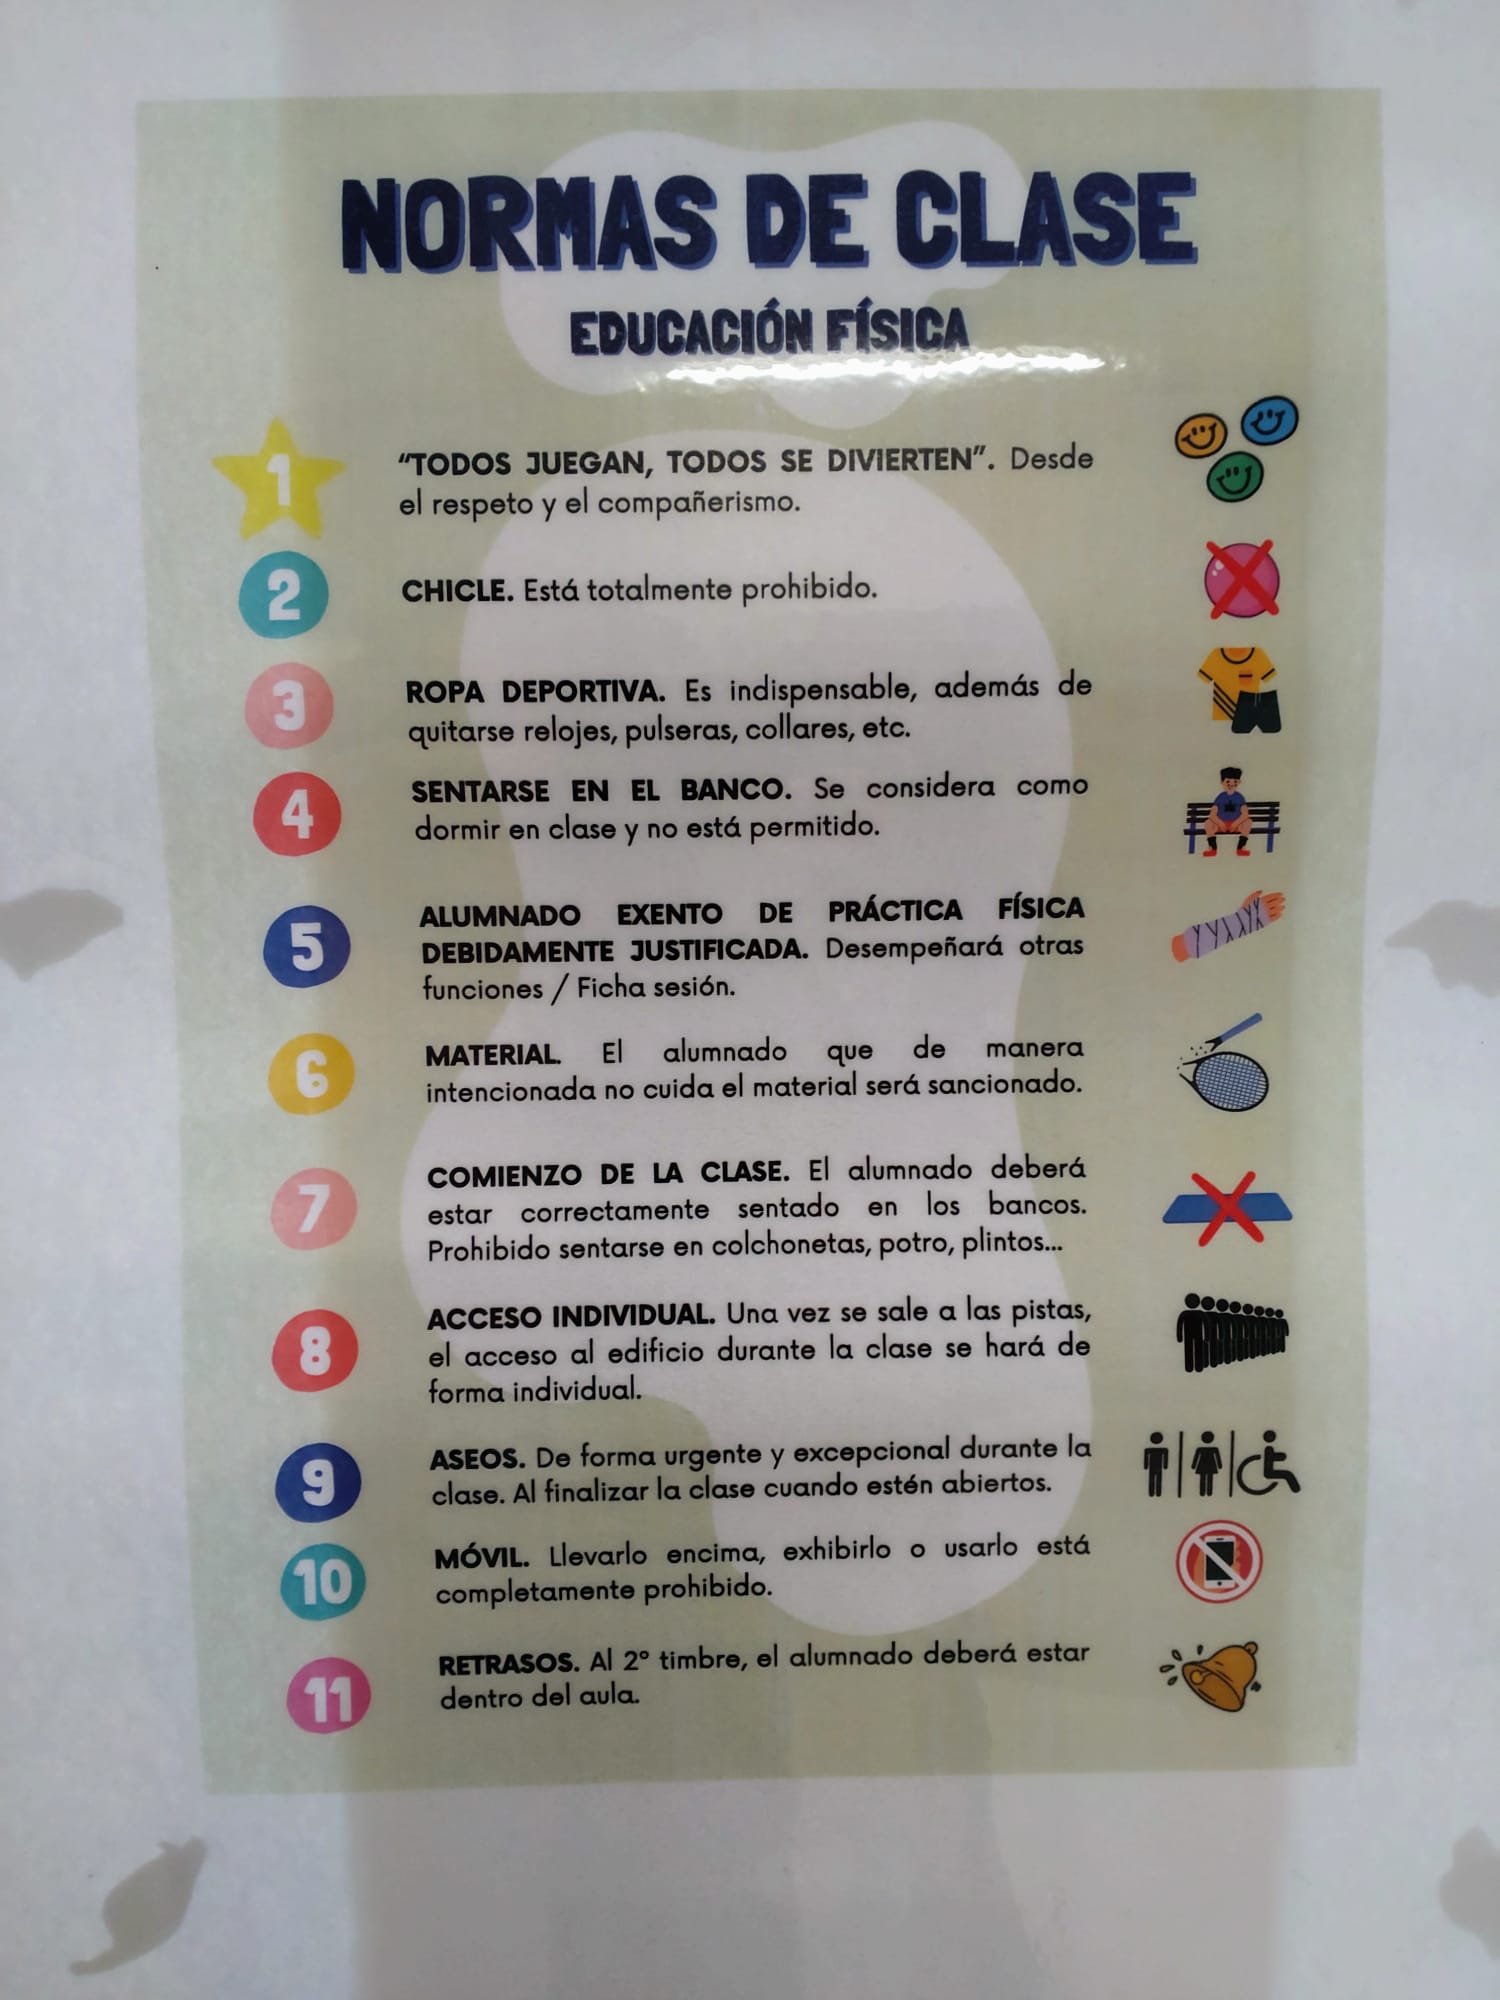 NORMAS DE CLASE
EDUCACIÓN FÍSICA
1
“TODOS JUEGAN, TODOS SE DIVIERTEN”. Desde
el respeto y el compañerismo.
2
CHICLE. Está totalmente prohibido.
3
ROPA DEPORTIVA. Es indispensable, además de
quitarse relojes, pulseras, collares, etc.
4
SENTARSE EN EL BANCO. Se considera como
dormir en clase y no está permitido.
5
ALUMNADO EXENTO DE PRÁCTICA FÍSICA
DEBIDAMENTE JUSTIFICADA. Desempeñará otras
funciones / Ficha sesión.
6
MATERIAL. El alumnado que de manera
intencionada no cuida el material será sancionado.
7
COMIENZO DE LA CLASE. El alumnado deberá
estar correctamente sentado en los bancos.
Prohibido sentarse en colchonetas, potro, plintos...
8
ACCESO INDIVIDUAL. Una vez se sale a las pistas,
el acceso al edificio durante la clase se hará de
forma individual.
9
ASEOS. De forma urgente y excepcional durante la
clase. Al finalizar la clase cuando estén abiertos.
10
MÓVIL. Llevarlo encima, exhibirlo o usarlo está
completamente prohibido.
11
RETRASOS. Al 2º timbre, el alumnado deberá estar
dentro del aula.